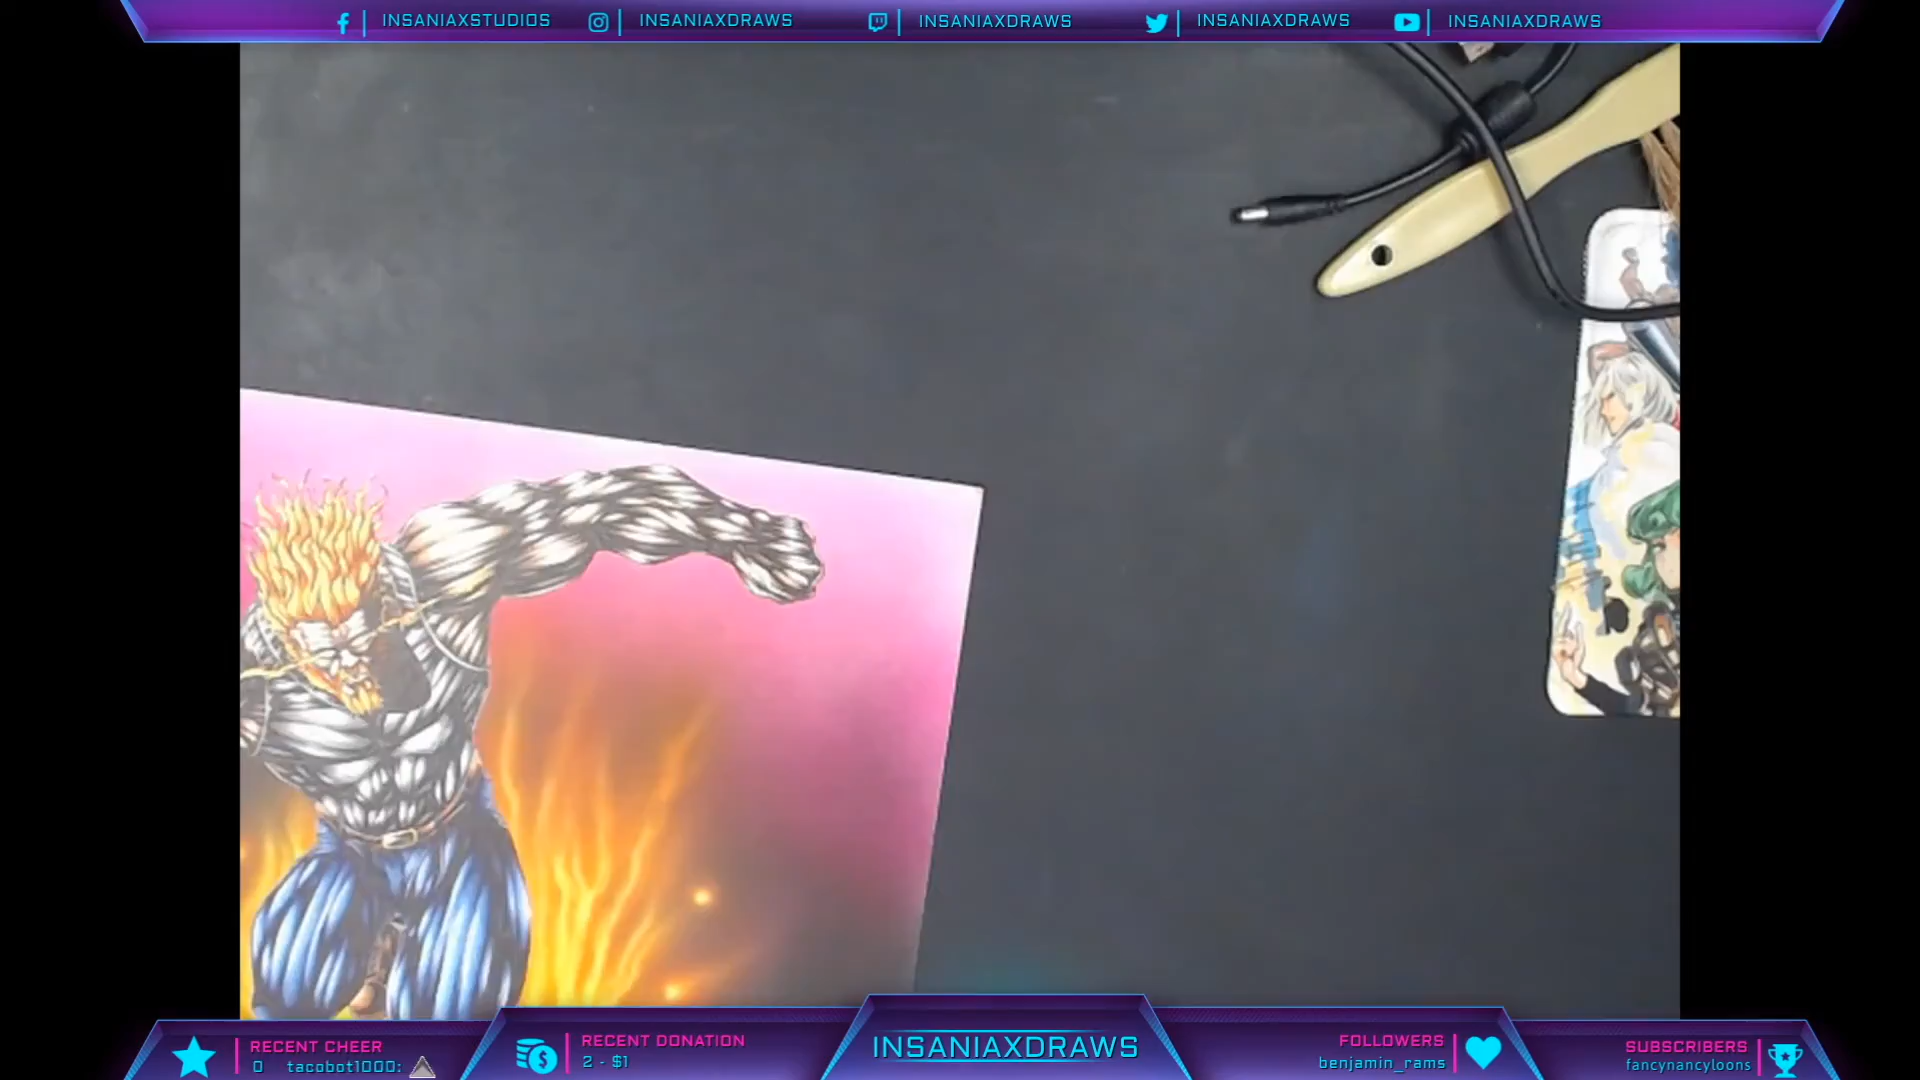 INSANIAXSTUDIOS
INSANIAXDRAWS
INSANIAXDRAWS
INSANIAXDRAWS
INSANIAXDRAWS
RECENT CHEER
0 tacobot1000:
RECENT DONATION
2 - $1
INSANIAXDRAWS
FOLLOWERS
benjamin_rams
SUBSCRIBERS
fancynancyloons